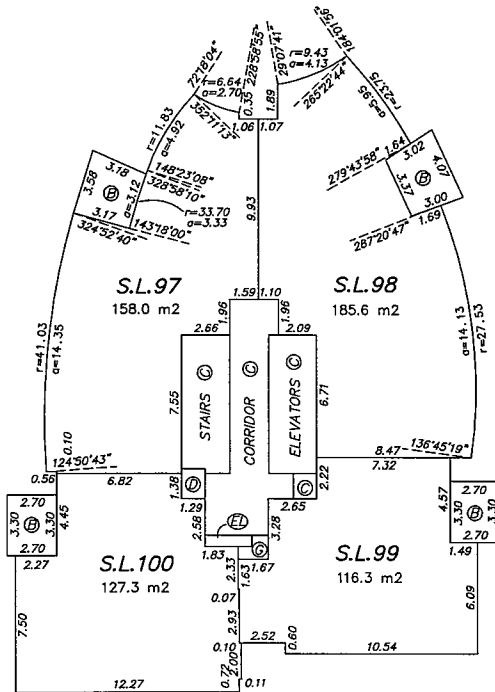 72°18'04"
r=6.64
a=2.70
352°11'13"
0.35
228°58'55"
1.89
29°07'41"
r=9.43
a=4.13
265°22'44"
184°01'56"
r=23.75
a=5.95
1.06
1.07
r=11.83
a=4.92
3.18
3.58
B
a=3.12
3.17
148°23'08"
328°58'10"
r=33.70
a=3.33
143°18'00"
324°52'40"
9.93
279°43'58"
1.64
3.02
3.37
B
4.07
3.00
1.69
287°20'47"
S.L.97
158.0 m2
S.L.98
185.6 m2
r=41.03
a=14.35
a=14.13
r=27.53
1.59
1.10
1.96
1.96
2.66
2.09
7.55
STAIRS
C
CORRIDOR
C
ELEVATORS
C
6.71
0.10
124°50'43"
0.56
6.82
8.47
136°45'19"
7.32
1.38
D
C
2.22
1.29
2.65
2.70
3.30
B
3.30
2.70
4.45
2.27
2.58
EL
3.28
1.83
G
1.67
2.33
1.63
4.57
2.70
3.30
B
3.30
2.70
1.49
S.L.100
127.3 m2
S.L.99
116.3 m2
7.50
0.07
2.93
6.09
2.52
0.60
0.10
2.00
10.54
0.72
12.27
0.11